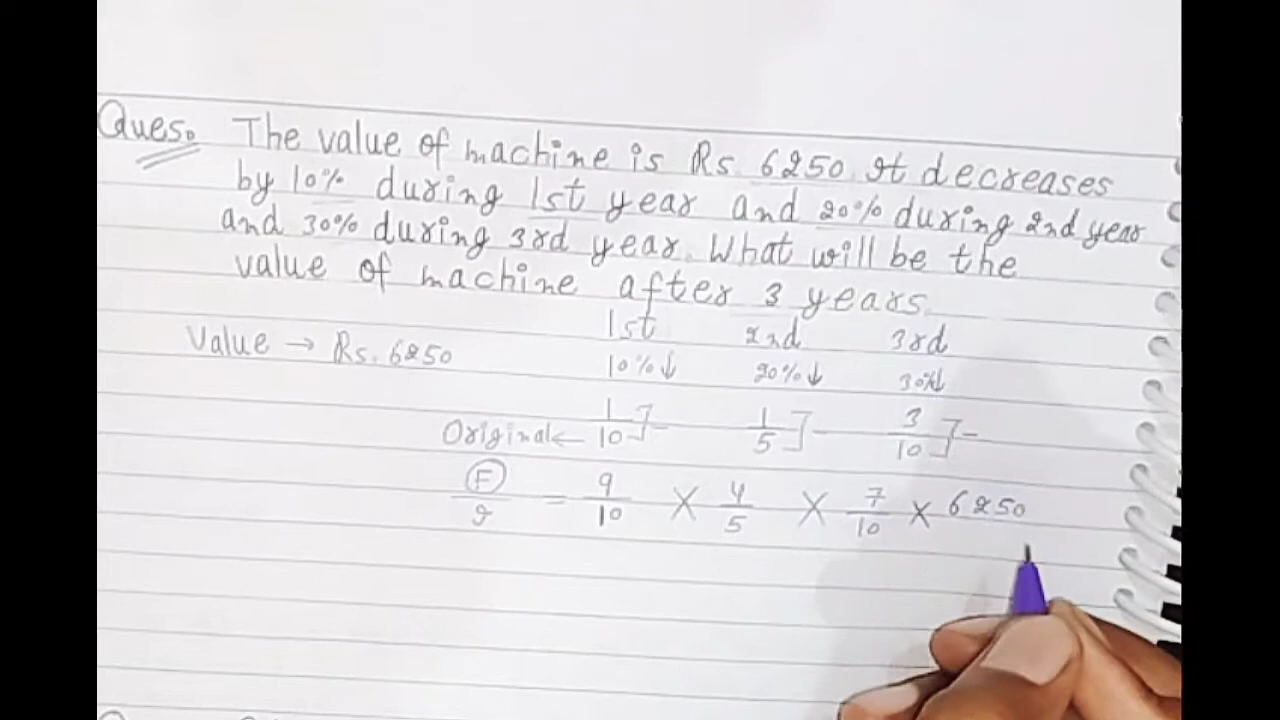 Ques. The value of machine is Rs 6250 It decreases
by 10% during 1st year and 20% during 2nd year
and 30% during 3rd year. What will be the
value of machine after 3 years.
1st 2nd 3rd
Value → Rs. 6250
10%↓ 20%↓ 30%↓
Original← 1/10]- 1/5]- 3/10]-
F/I = 9/10 × 4/5 × 7/10 × 6250